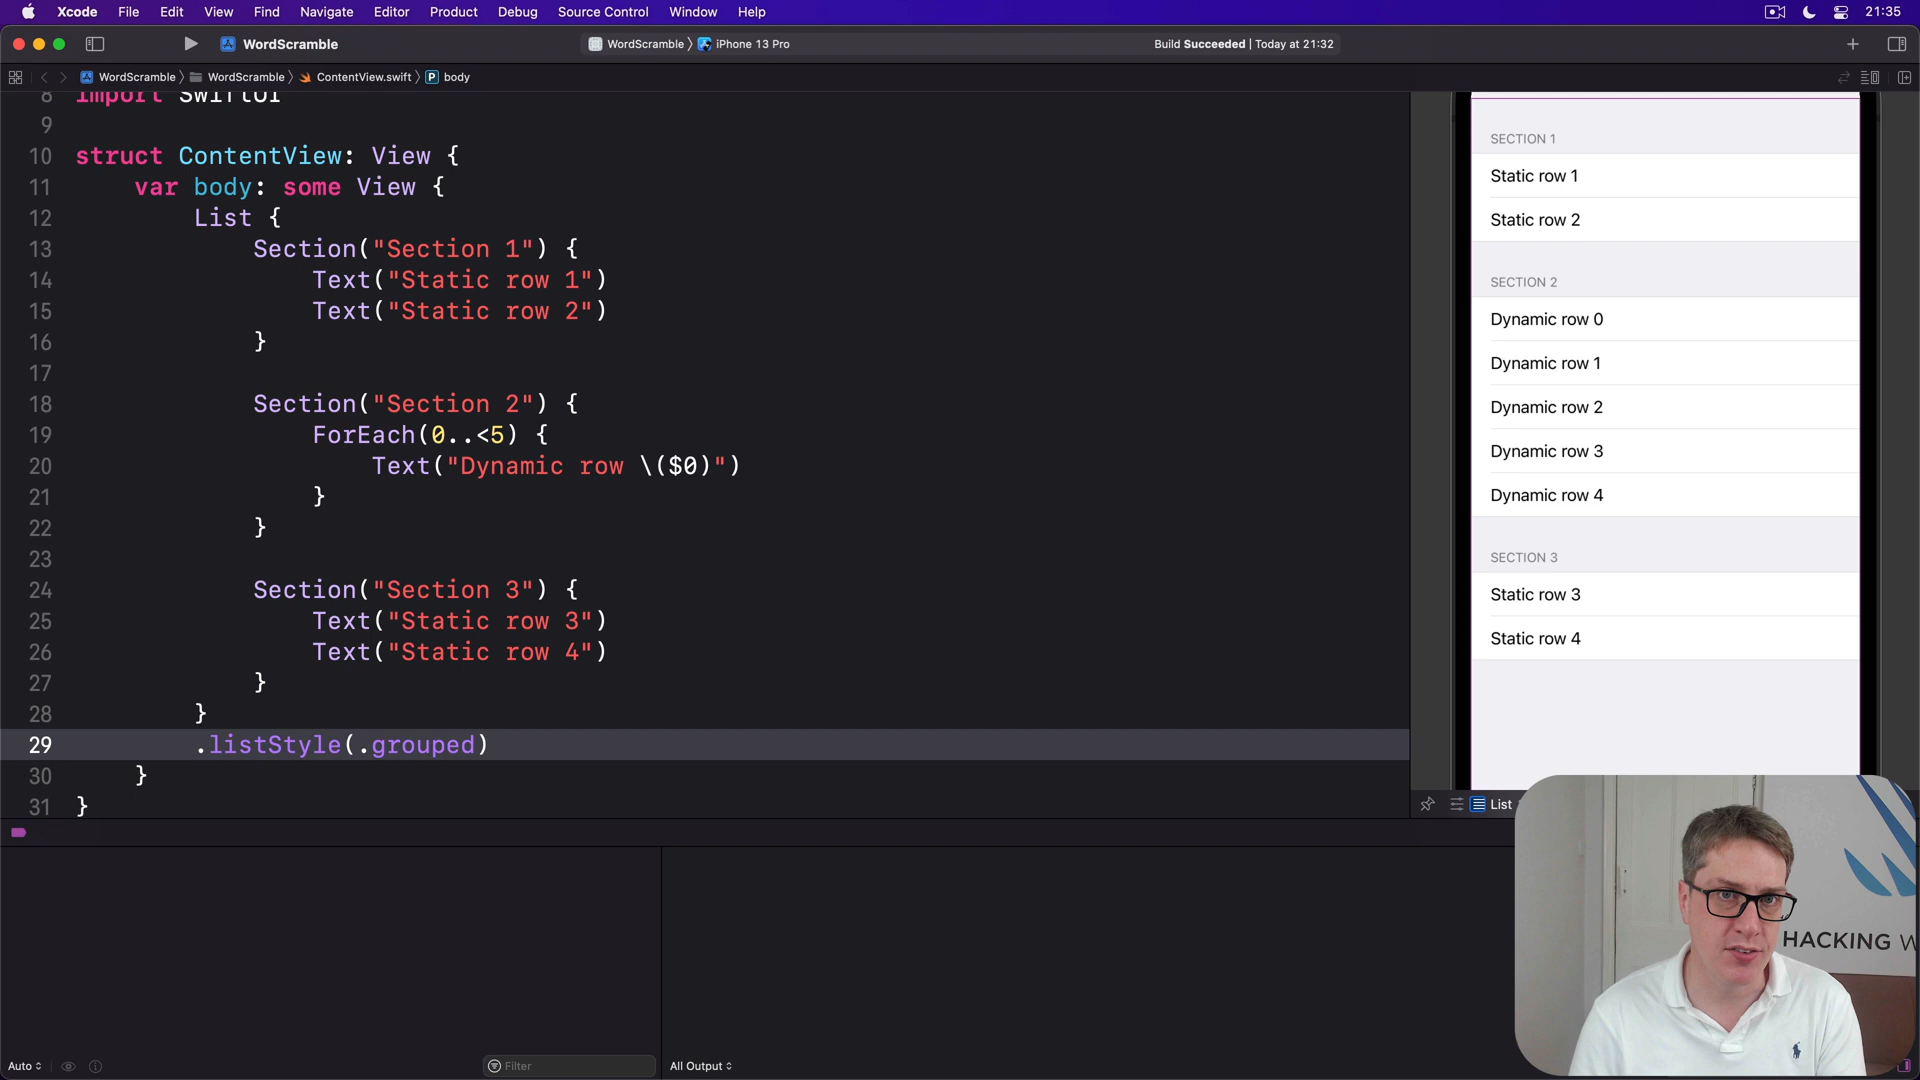 Xcode File Edit View Find Navigate Editor Product Debug Source Control Window Help 21:35
WordScramble WordScramble iPhone 13 Pro Build Succeeded | Today at 21:32
WordScramble WordScramble ContentView.swift P body
8 import SwiftUI
9
10 struct ContentView: View {
11 var body: some View {
12 List {
13 Section("Section 1") {
14 Text("Static row 1")
15 Text("Static row 2")
16 }
17
18 Section("Section 2") {
19 ForEach(0..<5) {
20 Text("Dynamic row \($0)")
21 }
22 }
23
24 Section("Section 3") {
25 Text("Static row 3")
26 Text("Static row 4")
27 }
28 }
29 .listStyle(.grouped)
30 }
31 }
SECTION 1
Static row 1
Static row 2
SECTION 2
Dynamic row 0
Dynamic row 1
Dynamic row 2
Dynamic row 3
Dynamic row 4
SECTION 3
Static row 3
Static row 4
List
HACKING W
Auto Filter All Output